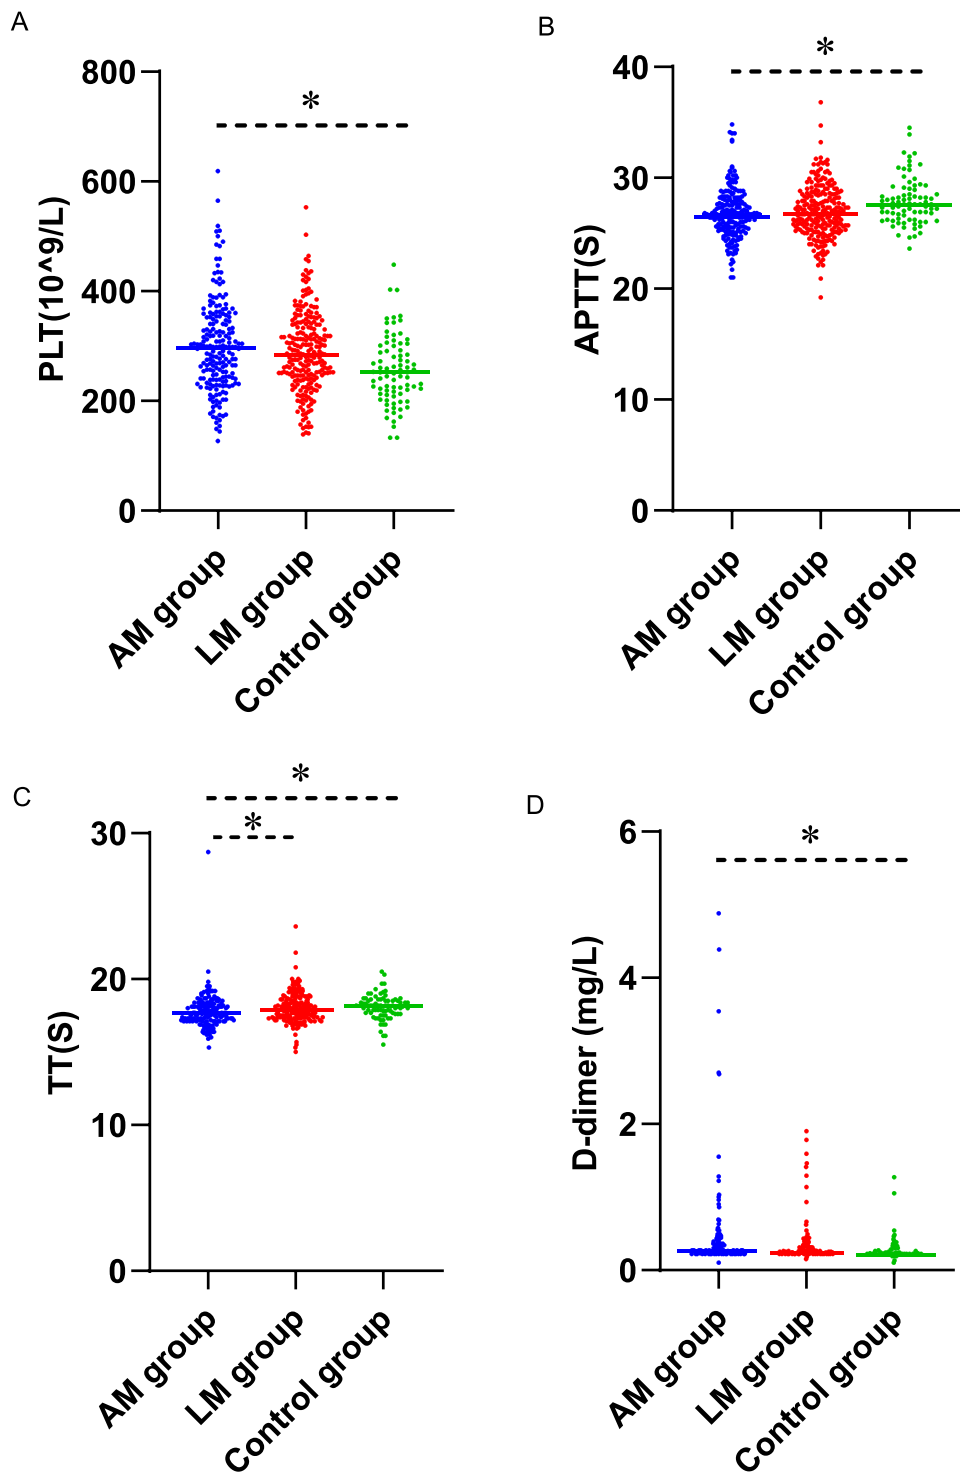 A
PLT(10^9/L)
800
600
400
200
0
*
AM group
LM group
Control group
B
APTT(S)
40
30
20
10
0
*
AM group
LM group
Control group
C
TT(S)
30
20
10
0
*
*
AM group
LM group
Control group
D
D-dimer (mg/L)
6
4
2
0
*
AM group
LM group
Control group